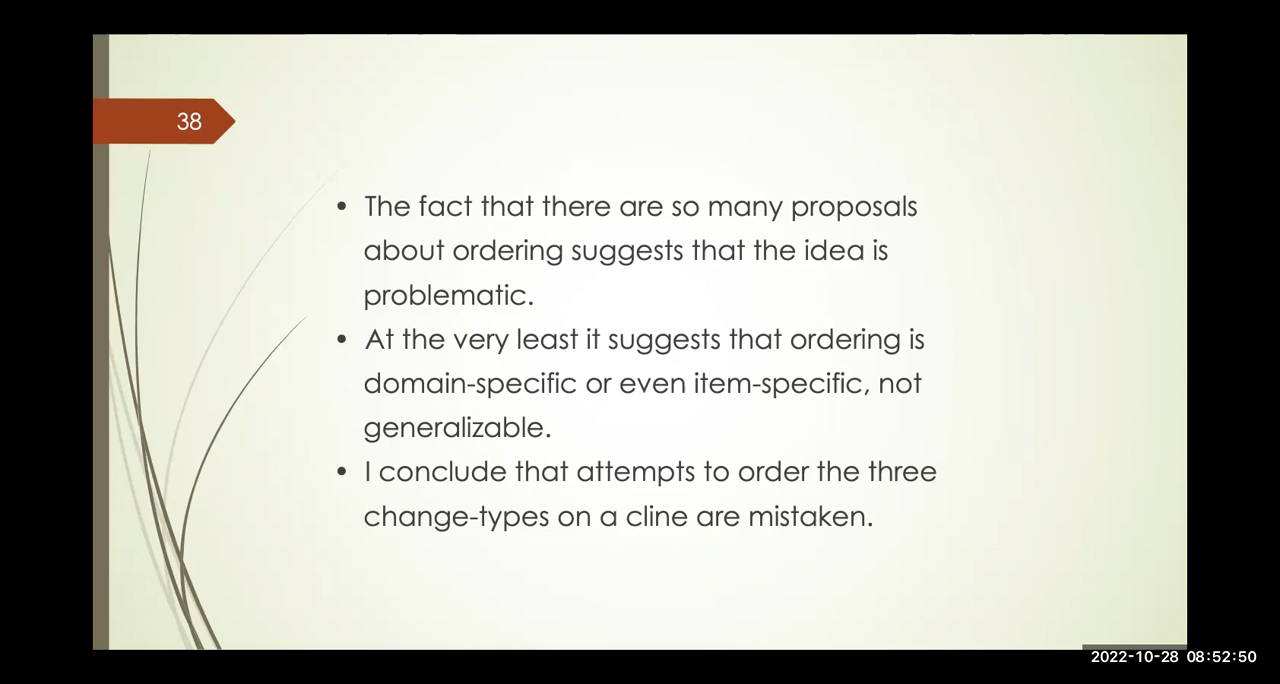 38
• The fact that there are so many proposals
about ordering suggests that the idea is
problematic.
• At the very least it suggests that ordering is
domain-specific or even item-specific, not
generalizable.
• I conclude that attempts to order the three
change-types on a cline are mistaken.
2022-10-28 08:52:50